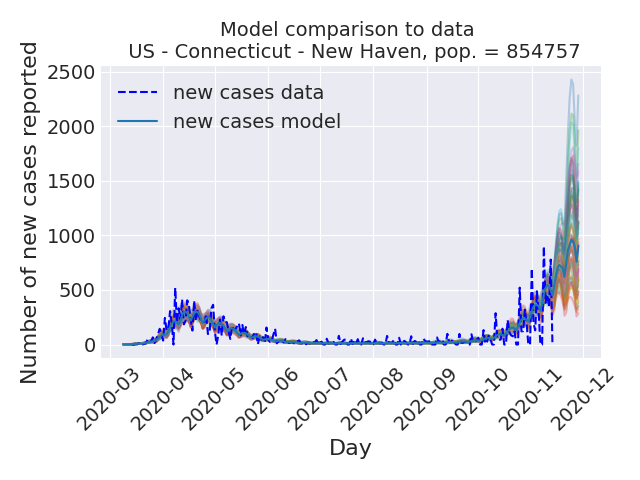 Model comparison to data
US - Connecticut - New Haven, pop. = 854757
Number of new cases reported
2500
2000
1500
1000
500
0
new cases data
new cases model
2020-03
2020-04
2020-05
2020-06
2020-07
2020-08
2020-09
2020-10
2020-11
2020-12
Day